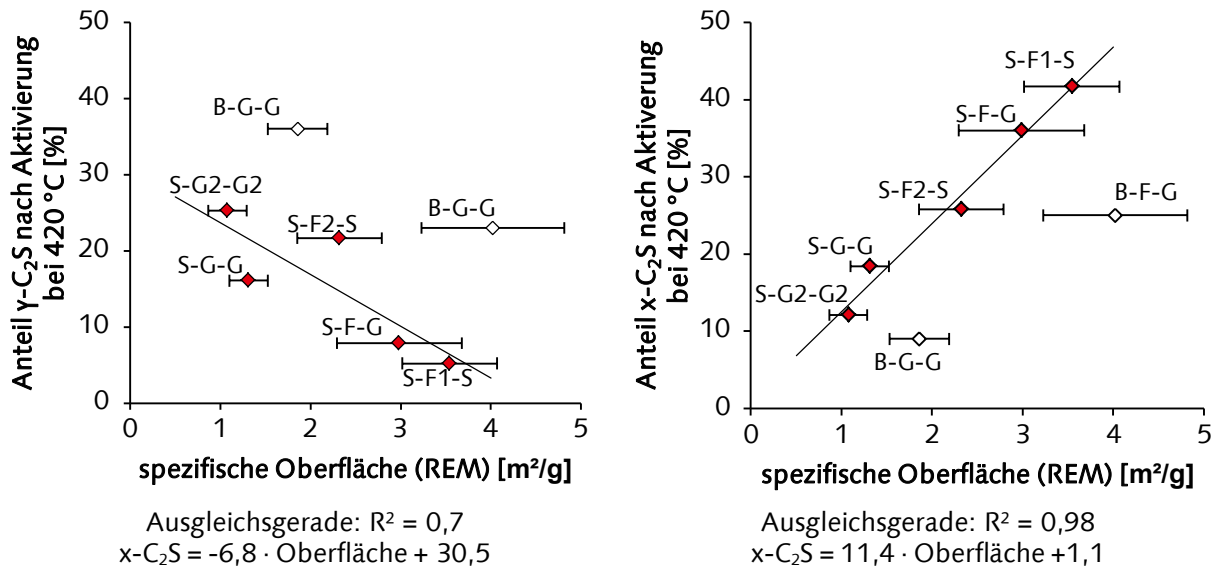 Anteil γ-C₂S nach Aktivierung
bei 420 °C [%]
50
40
30
20
10
0
B-G-G
S-G2-G2
S-F2-S
B-G-G
S-G-G
S-F-G
S-F1-S
0 1 2 3 4 5
spezifische Oberfläche (REM) [m²/g]
Ausgleichsgerade: R² = 0,7
x-C₂S = -6,8 · Oberfläche + 30,5
Anteil x-C₂S nach Aktivierung
bei 420 °C [%]
50
40
30
20
10
0
S-F1-S
S-F-G
S-F2-S
B-F-G
S-G-G
S-G2-G2
B-G-G
0 1 2 3 4 5
spezifische Oberfläche (REM) [m²/g]
Ausgleichsgerade: R² = 0,98
x-C₂S = 11,4 · Oberfläche +1,1